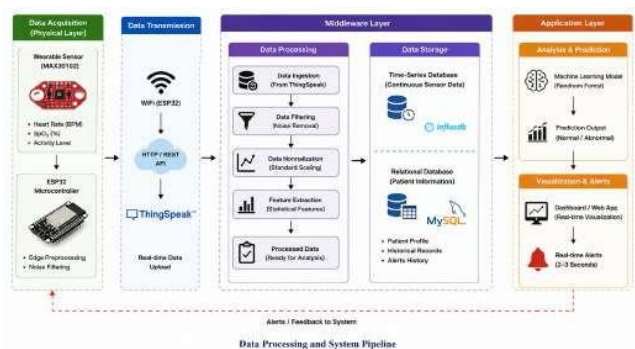 Data Acquisition
(Physical Layer)
Wearable Sensor
(MAX30102)
• Heart Rate (BPM)
• SpO₂ (%)
• Activity Level
ESP32
Microcontroller
• Edge Preprocessing
• Noise Filtering
Data Transmission
WiFi (ESP32)
HTTP / REST
API
ThingSpeak™
Real-time Data
Upload
Middleware Layer
Data Processing
Data Ingestion
(From ThingSpeak)
Data Filtering
(Noise Removal)
Data Normalization
(Standard Scaling)
Feature Extraction
(Statistical Features)
Processed Data
(Ready for Analysis)
Data Storage
Time-Series Database
(Continuous Sensor Data)
influxdb
Relational Database
(Patient Information)
MySQL
• Patient Profile
• Historical Records
• Alerts History
Application Layer
Analysis & Prediction
Machine Learning Model
(Random Forest)
Prediction Output
(Normal / Abnormal)
Visualization & Alerts
Dashboard / Web App
(Real-time Visualization)
Real-time Alerts
(2–3 Seconds)
Alerts / Feedback to System
Data Processing and System Pipeline